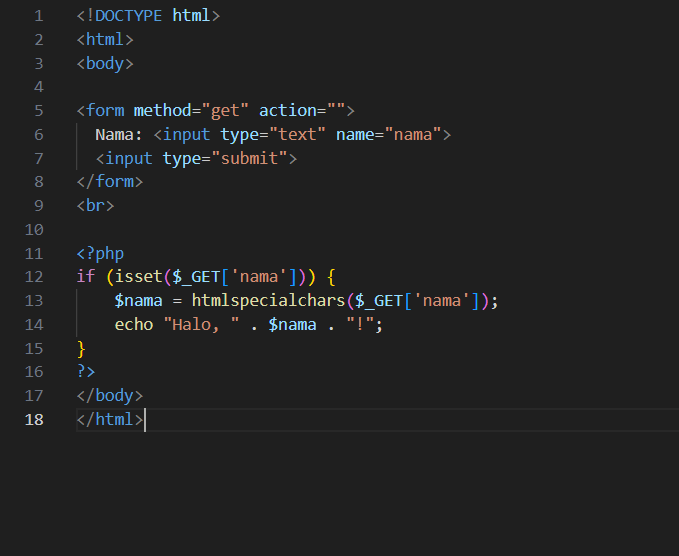 1 <!DOCTYPE html>
2 <html>
3 <body>
4
5 <form method="get" action="">
6   Nama: <input type="text" name="nama">
7   <input type="submit">
8 </form>
9 <br>
10
11 <?php
12 if (isset($_GET['nama'])) {
13     $nama = htmlspecialchars($_GET['nama']);
14     echo "Halo, " . $nama . "!";
15 }
16 ?>
17 </body>
18 </html>